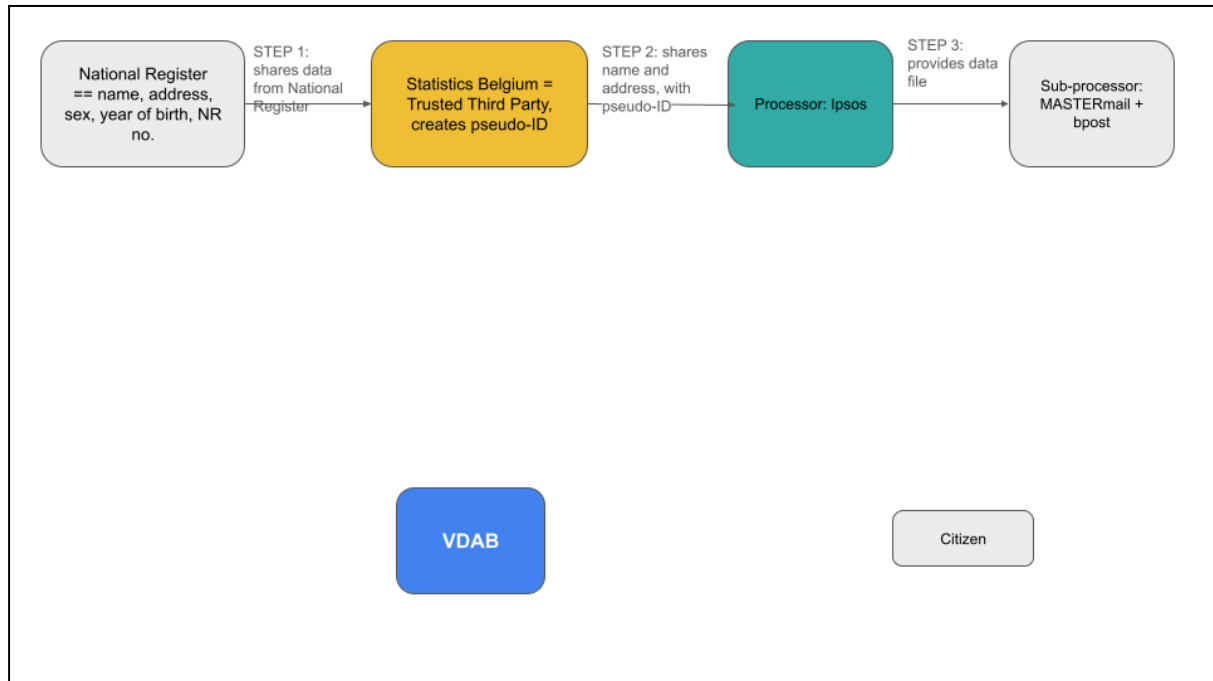 National Register
== name, address,
sex, year of birth, NR
no.
STEP 1:
shares data
from National
Register
Statistics Belgium =
Trusted Third Party,
creates pseudo-ID
STEP 2: shares
name and
address, with
pseudo-ID
Processor: Ipsos
STEP 3:
provides data
file
Sub-processor:
MASTERmail +
bpost
VDAB
Citizen